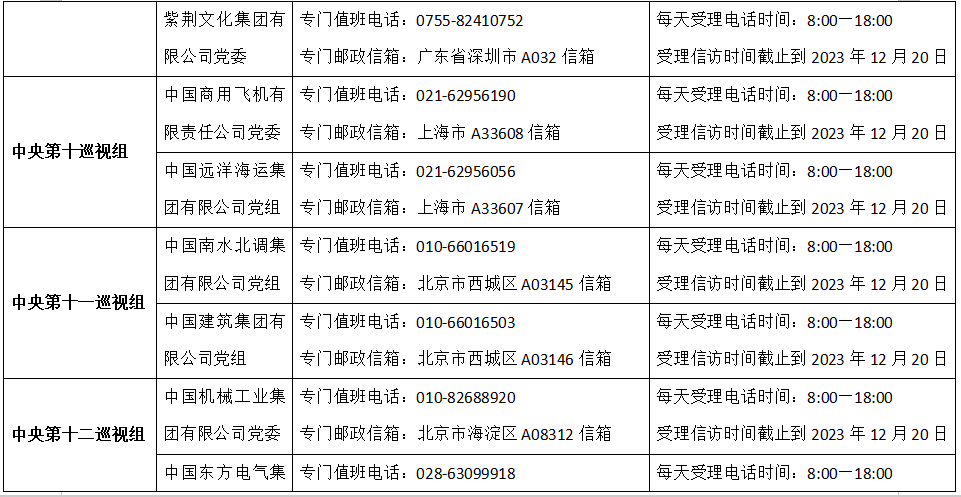 紫荆文化集团有 专门值班电话：0755-82410752 每天受理电话时间：8:00—18:00
限公司党委 专门邮政信箱：广东省深圳市 A032 信箱 受理信访时间截止到 2023 年 12 月 20 日
中央第十巡视组
中国商用飞机有 专门值班电话：021-62956190 每天受理电话时间：8:00—18:00
限责任公司党委 专门邮政信箱：上海市 A33608 信箱 受理信访时间截止到 2023 年 12 月 20 日
中国远洋海运集 专门值班电话：021-62956056 每天受理电话时间：8:00—18:00
团有限公司党组 专门邮政信箱：上海市 A33607 信箱 受理信访时间截止到 2023 年 12 月 20 日
中央第十一巡视组
中国南水北调集 专门值班电话：010-66016519 每天受理电话时间：8:00—18:00
团有限公司党组 专门邮政信箱：北京市西城区 A03145 信箱 受理信访时间截止到 2023 年 12 月 20 日
中国建筑集团有 专门值班电话：010-66016503 每天受理电话时间：8:00—18:00
限公司党组 专门邮政信箱：北京市西城区 A03146 信箱 受理信访时间截止到 2023 年 12 月 20 日
中央第十二巡视组
中国机械工业集 专门值班电话：010-82688920 每天受理电话时间：8:00—18:00
团有限公司党委 专门邮政信箱：北京市海淀区 A08312 信箱 受理信访时间截止到 2023 年 12 月 20 日
中国东方电气集 专门值班电话：028-63099918 每天受理电话时间：8:00—18:00